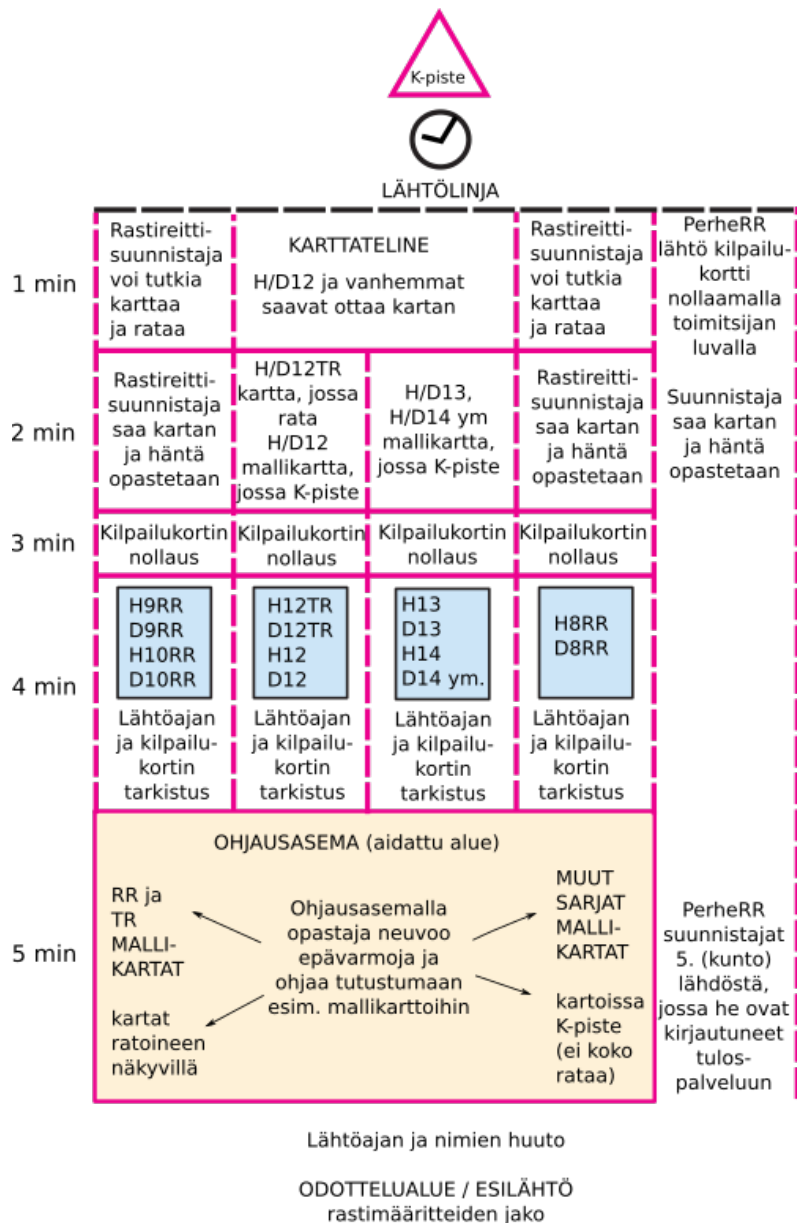 K-piste
LÄHTÖLINJA
1 min
Rastireitti-
suunnistaja
voi tutkia
karttaa
ja rataa
KARTTATELINE
H/D12 ja vanhemmat
saavat ottaa kartan
Rastireitti-
suunnistaja
voi tutkia
karttaa
ja rataa
PerheRR
lähtö kilpailu-
kortti
nollaamalla
toimitsijan
luvalla
2 min
Rastireitti-
suunnistaja
saa kartan
ja häntä
opastetaan
H/D12TR
kartta, jossa
rata
H/D12
mallikartta,
jossa K-piste
H/D13,
H/D14 ym
mallikartta,
jossa K-piste
Rastireitti-
suunnistaja
saa kartan
ja häntä
opastetaan
Suunnistaja
saa kartan
ja häntä
opastetaan
3 min
Kilpailukortin
nollaus
Kilpailukortin
nollaus
Kilpailukortin
nollaus
Kilpailukortin
nollaus
4 min
H9RR
D9RR
H10RR
D10RR
H12TR
D12TR
H12
D12
H13
D13
H14
D14 ym.
H8RR
D8RR
Lähtöajan
ja kilpailu-
kortin
tarkistus
Lähtöajan
ja kilpailu-
kortin
tarkistus
Lähtöajan
ja kilpailu-
kortin
tarkistus
Lähtöajan
ja kilpailu-
kortin
tarkistus
5 min
OHJAUSASEMA (aidattu alue)
RR ja
TR
MALLI-
KARTAT
kartat
ratoineen
näkyvillä
Ohjausasemalla
opastaja neuvoo
epävarmoja ja
ohjaa tutustumaan
esim. mallikarttoihin
MUUT
SARJAT
MALLI-
KARTAT
kartoissa
K-piste
(ei koko
rataa)
PerheRR
suunnistajat
5. (kunto)
lähdöstä,
jossa he ovat
kirjautuneet
tulos-
palveluun
Lähtöajan ja nimien huuto
ODOTTELUALUE / ESILÄHTÖ
rastimääritteiden jako